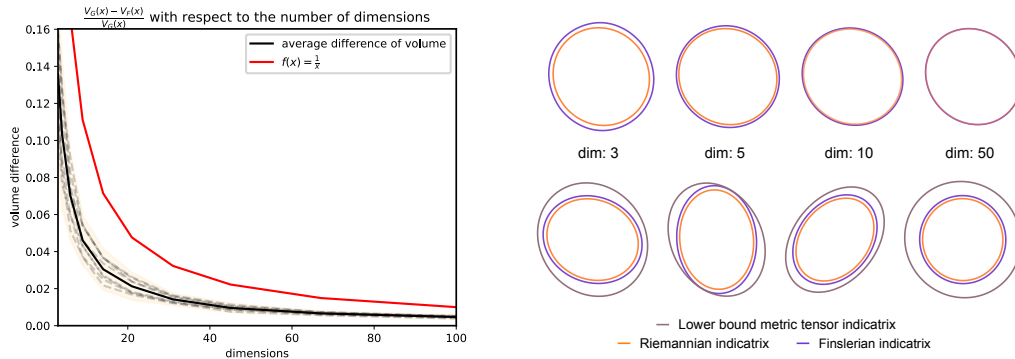 $\frac{V_G(x)-V_F(x)}{V_G(x)}$ with respect to the number of dimensions
0.16
0.14
0.12
0.10
0.08
0.06
0.04
0.02
0.00
volume difference
average difference of volume
$f(x) = \frac{1}{x}$
20
40
60
80
100
dimensions
dim: 3
dim: 5
dim: 10
dim: 50
Lower bound metric tensor indicatrix
Riemannian indicatrix
Finslerian indicatrix